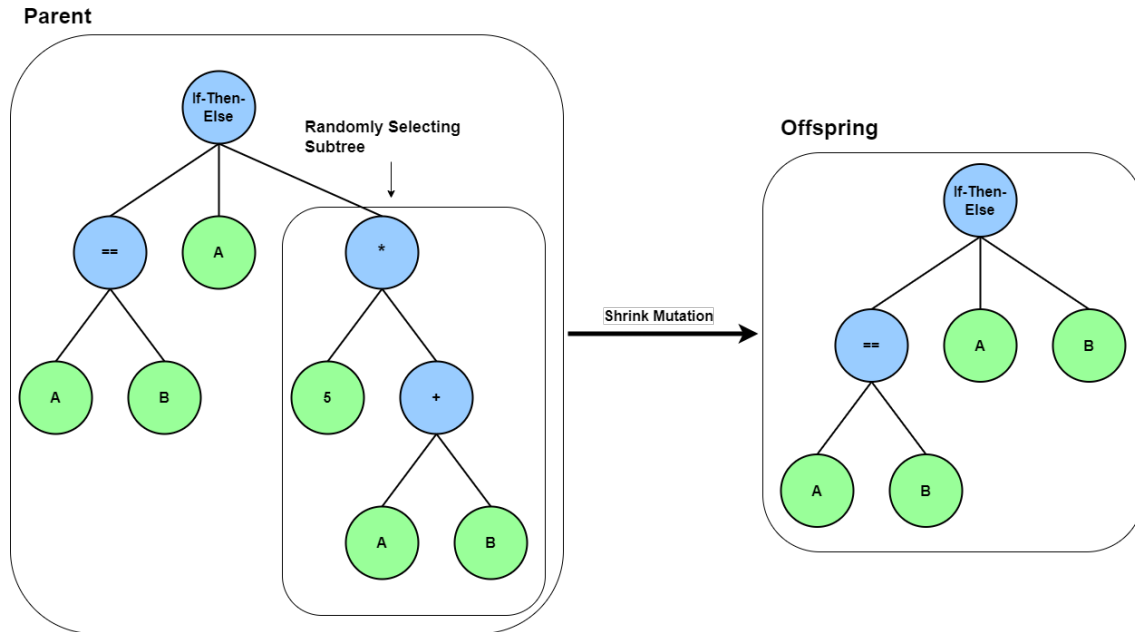 Parent
If-Then-
Else
Randomly Selecting
Subtree
==
A
*
A
B
5
+
A
B
Shrink Mutation
Offspring
If-Then-
Else
==
A
B
A
B